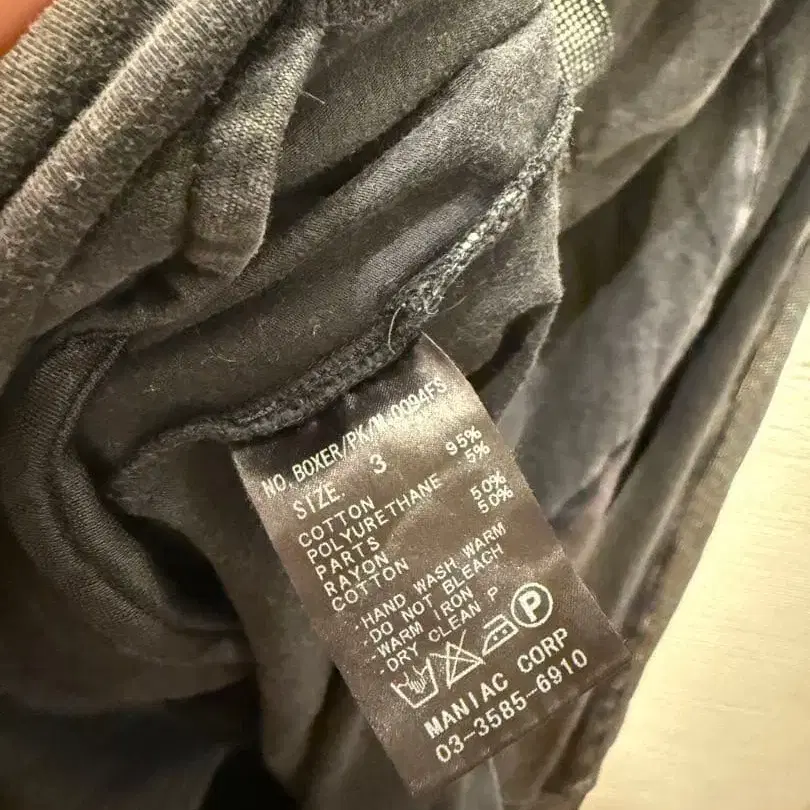 NO. BOXER/PK/M-0094FS
SIZE. 3
COTTON 95%
POLYURETHANE 5%
PARTS
RAYON 50%
COTTON 50%
·HAND WASH WARM
·DO NOT BLEACH
·WARM IRON
·DRY CLEAN P
P
MANIAC CORP
03-3585-6910